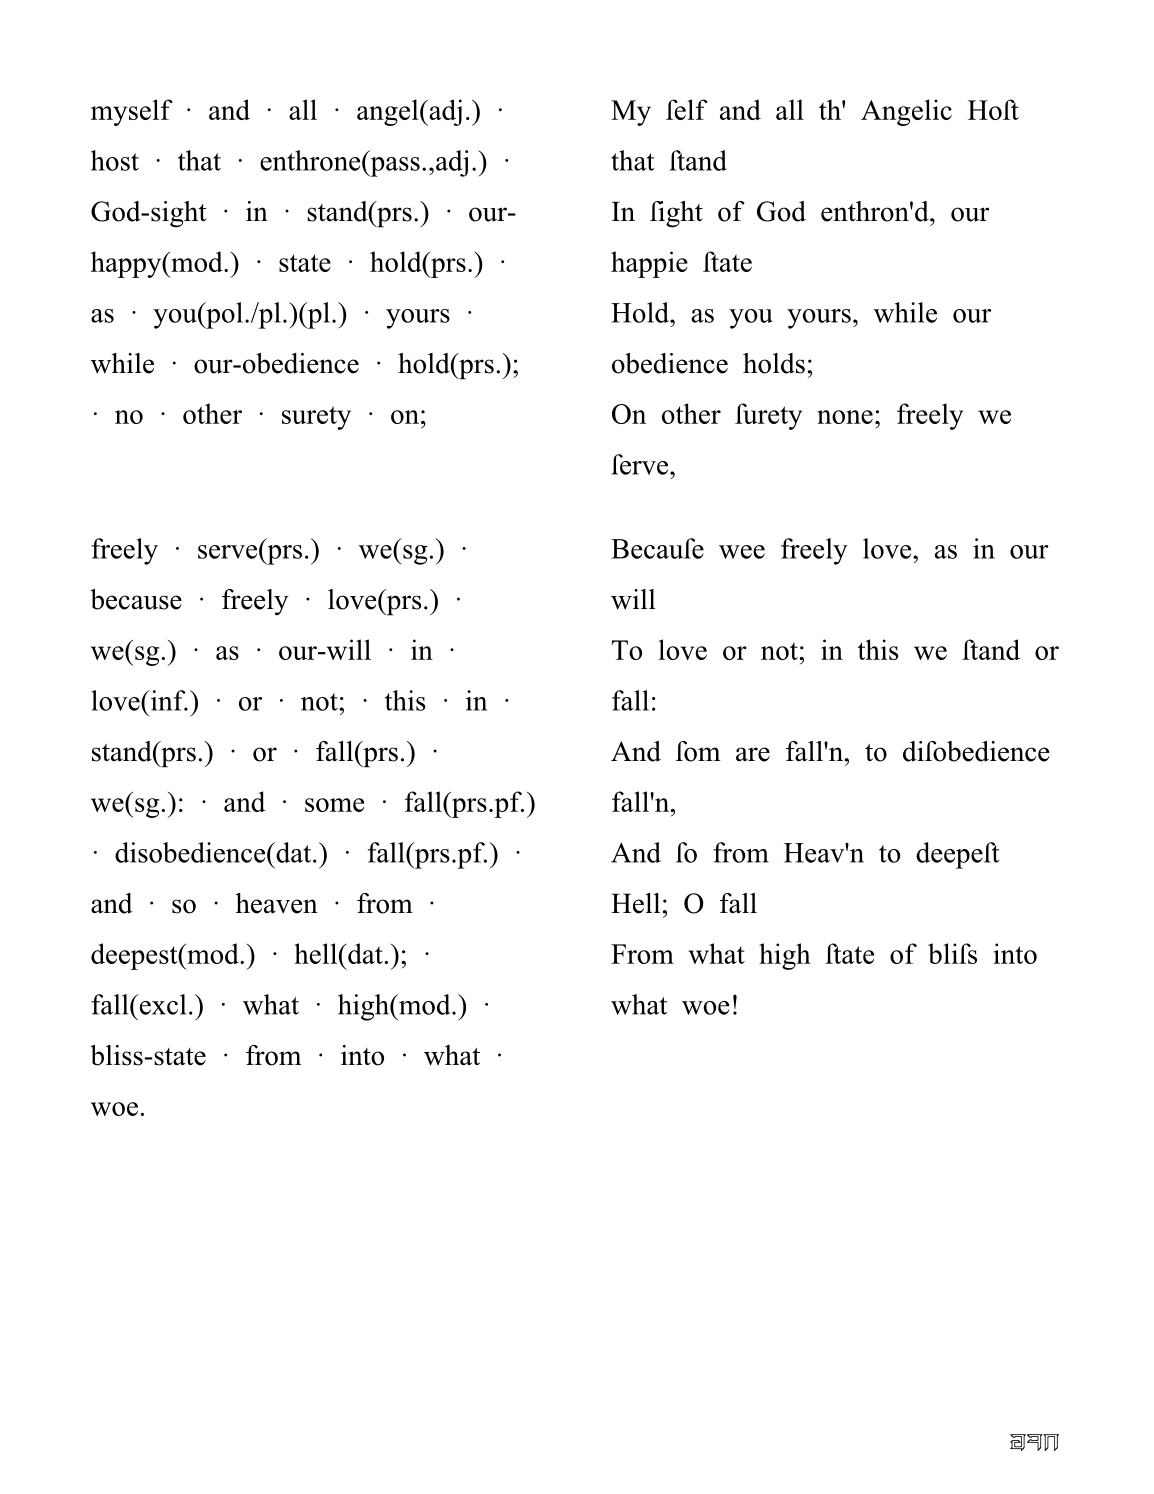 myself · and · all · angel(adj.) ·
host · that · enthrone(pass.,adj.) ·
God-sight · in · stand(prs.) · our-
happy(mod.) · state · hold(prs.) ·
as · you(pol./pl.)(pl.) · yours ·
while · our-obedience · hold(prs.);
· no · other · surety · on;
freely · serve(prs.) · we(sg.) ·
because · freely · love(prs.) ·
we(sg.) · as · our-will · in ·
love(inf.) · or · not; · this · in ·
stand(prs.) · or · fall(prs.) ·
we(sg.): · and · some · fall(prs.pf.)
· disobedience(dat.) · fall(prs.pf.) ·
and · so · heaven · from ·
deepest(mod.) · hell(dat.); ·
fall(excl.) · what · high(mod.) ·
bliss-state · from · into · what ·
woe.
My ſelf and all th' Angelic Hoſt
that ſtand
In ſight of God enthron'd, our
happie ſtate
Hold, as you yours, while our
obedience holds;
On other ſurety none; freely we
ſerve,
Becauſe wee freely love, as in our
will
To love or not; in this we ſtand or
fall:
And ſom are fall'n, to diſobedience
fall'n,
And ſo from Heav'n to deepeſt
Hell; O fall
From what high ſtate of bliſs into
what woe!